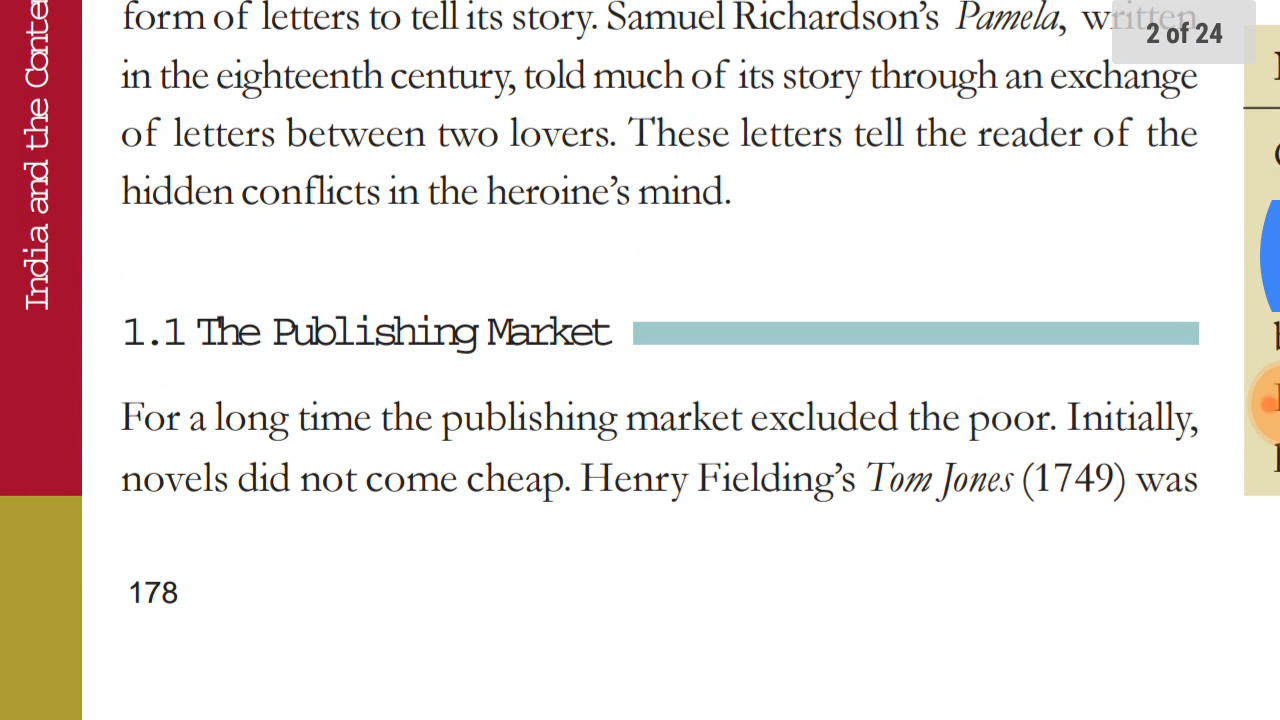 form of letters to tell its story. Samuel Richardson's Pamela, written
in the eighteenth century, told much of its story through an exchange
of letters between two lovers. These letters tell the reader of the
hidden conflicts in the heroine's mind.
1.1 The Publishing Market
For a long time the publishing market excluded the poor. Initially,
novels did not come cheap. Henry Fielding's Tom Jones (1749) was
178
India and the Conte
2 of 24